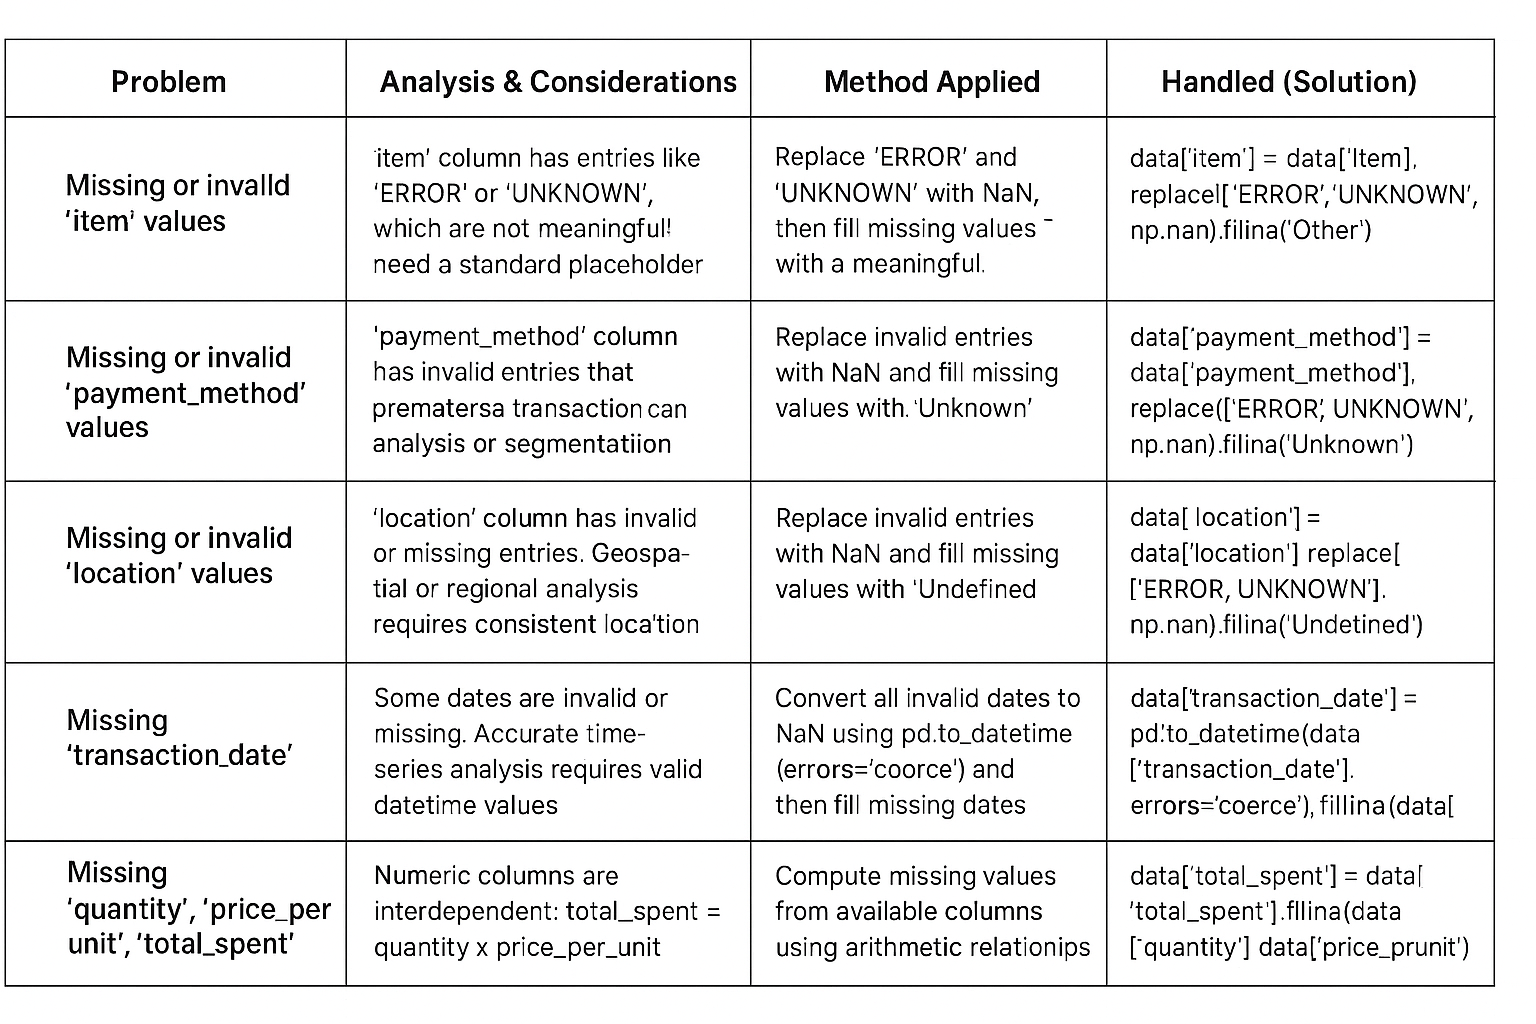 Problem
Analysis & Considerations
Method Applied
Handled (Solution)
Missing or invalld
'item' values
'item' column has entries like
'ERROR' or 'UNKNOWN',
which are not meaningful!
need a standard placeholder
Replace 'ERROR' and
'UNKNOWN' with NaN,
then fill missing values -
with a meaningful.
data['item'] = data['Item],
replacel['ERROR','UNKNOWN',
np.nan).filina('Other')
Missing or invalid
'payment_method'
values
'payment_method' column
has invalid entries that
prematersa transaction can
analysis or segmentatiion
Replace invalid entries
with NaN and fill missing
values with. 'Unknown'
data['payment_method'] =
data['payment_method'],
replace(['ERROR', UNKNOWN',
np.nan).filina('Unknown')
Missing or invalid
'location' values
'location' column has invalid
or missing entries. Geospa-
tial or regional analysis
requires consistent loca'tion
Replace invalid entries
with NaN and fill missing
values with 'Undefined
data[ location'] =
data['location'] replace[
['ERROR, UNKNOWN'].
np.nan).filina('Undetined')
Missing
'transaction_date'
Some dates are invalid or
missing. Accurate time-
series analysis requires valid
datetime values
Convert all invalid dates to
NaN using pd.to_datetime
(errors='coorce') and
then fill missing dates
data['transaction_date'] =
pd:to_datetime(data
['transaction_date'].
errors='coerce'), fillina(data[
Missing
'quantity', 'price_per
unit', 'total_spent'
Numeric columns are
interdependent: total_spent =
quantity x price_per_unit
Compute missing values
from available columns
using arithmetic relationips
data['total_spent'] = data[
'total_spent'].fllina(data
['quantity'] data['price_prunit')